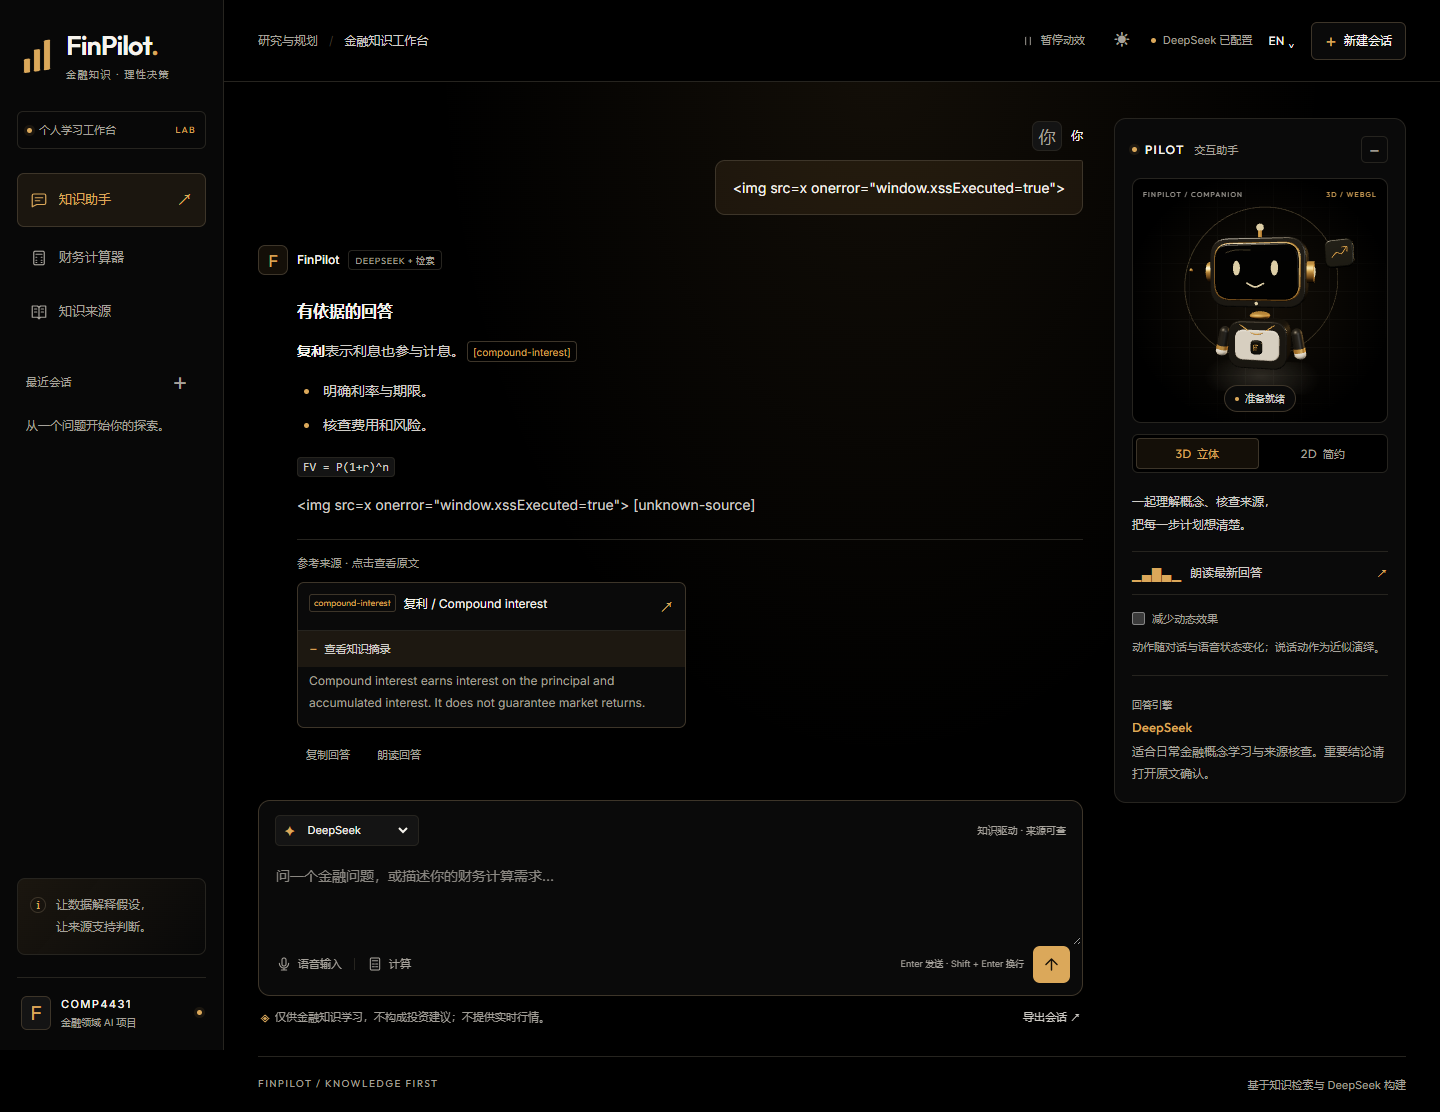 FinPilot.
金融知识 · 理性决策
个人学习工作台 LAB
知识助手
财务计算器
知识来源
最近会话
从一个问题开始你的探索。
让数据解释假设，
让来源支持判断。
F COMP4431
金融领域 AI 项目
研究与规划 / 金融知识工作台
暂停动效
DeepSeek 已配置
EN
+ 新建会话
你 你
<img src=x onerror="window.xssExecuted=true">
F FinPilot DEEPSEEK + 检索
有依据的回答
复利表示利息也参与计息。 [compound-interest]
明确利率与期限。
核查费用和风险。
FV = P(1+r)^n
<img src=x onerror="window.xssExecuted=true"> [unknown-source]
参考来源 · 点击查看原文
compound-interest 复利 / Compound interest
− 查看知识摘录
Compound interest earns interest on the principal and
accumulated interest. It does not guarantee market returns.
复制回答 朗读回答
DeepSeek
知识驱动 · 来源可查
问一个金融问题，或描述你的财务计算需求...
语音输入 计算
Enter 发送 · Shift + Enter 换行
仅供金融知识学习，不构成投资建议；不提供实时行情。
导出会话 ↗
PILOT 交互助手
FINPILOT / COMPANION 3D / WEBGL
准备就绪
3D 立体 2D 简约
一起理解概念、核查来源，
把每一步计划想清楚。
朗读最新回答
减少动态效果
动作随对话与语音状态变化；说话动作为近似演绎。
回答引擎
DeepSeek
适合日常金融概念学习与来源核查。重要结论请
打开原文确认。
FINPILOT / KNOWLEDGE FIRST
基于知识检索与 DeepSeek 构建